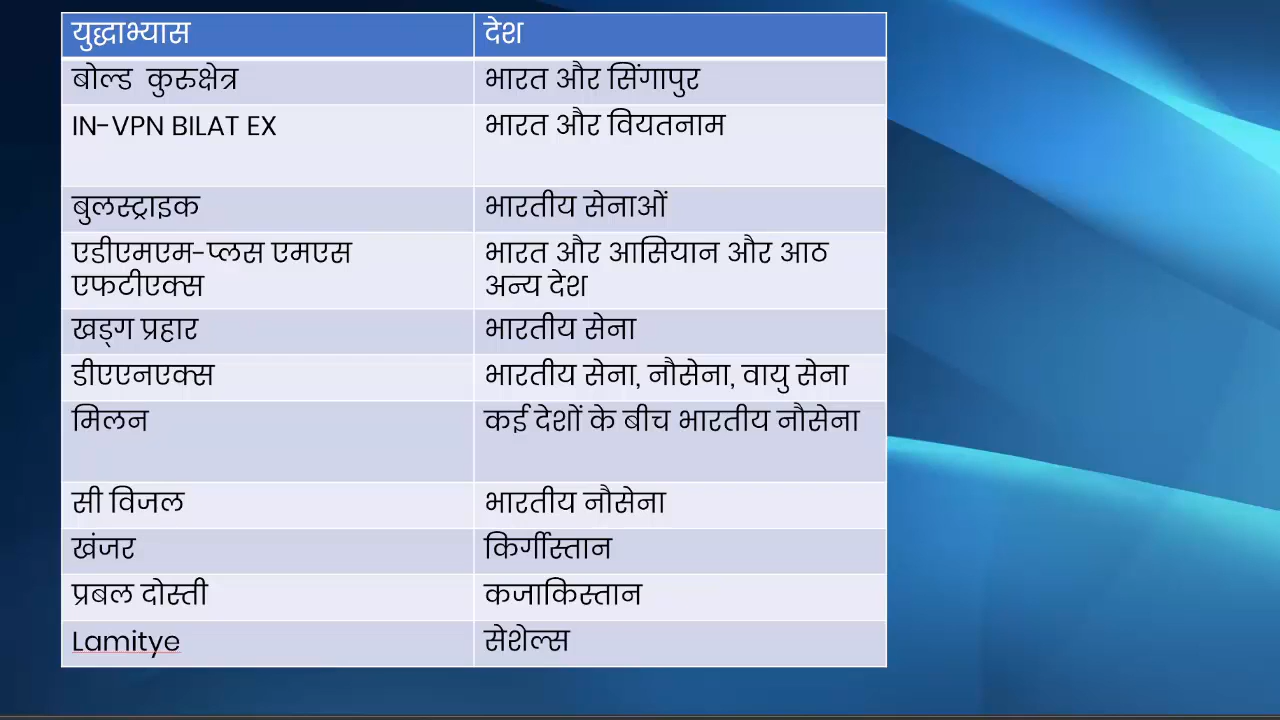 युद्धाभ्यास देश
बोल्ड कुरुक्षेत्र भारत और सिंगापुर
IN-VPN BILAT EX भारत और वियतनाम
बुलस्ट्राइक भारतीय सेनाओं
एडीएमएम-प्लस एमएस भारत और आसियान और आठ
एफटीएक्स अन्य देश
खड्ग प्रहार भारतीय सेना
डीएएनएक्स भारतीय सेना, नौसेना, वायु सेना
मिलन कई देशों के बीच भारतीय नौसेना
सी विजल भारतीय नौसेना
खंजर किर्गीस्तान
प्रबल दोस्ती कजाकिस्तान
Lamitye सेशेल्स